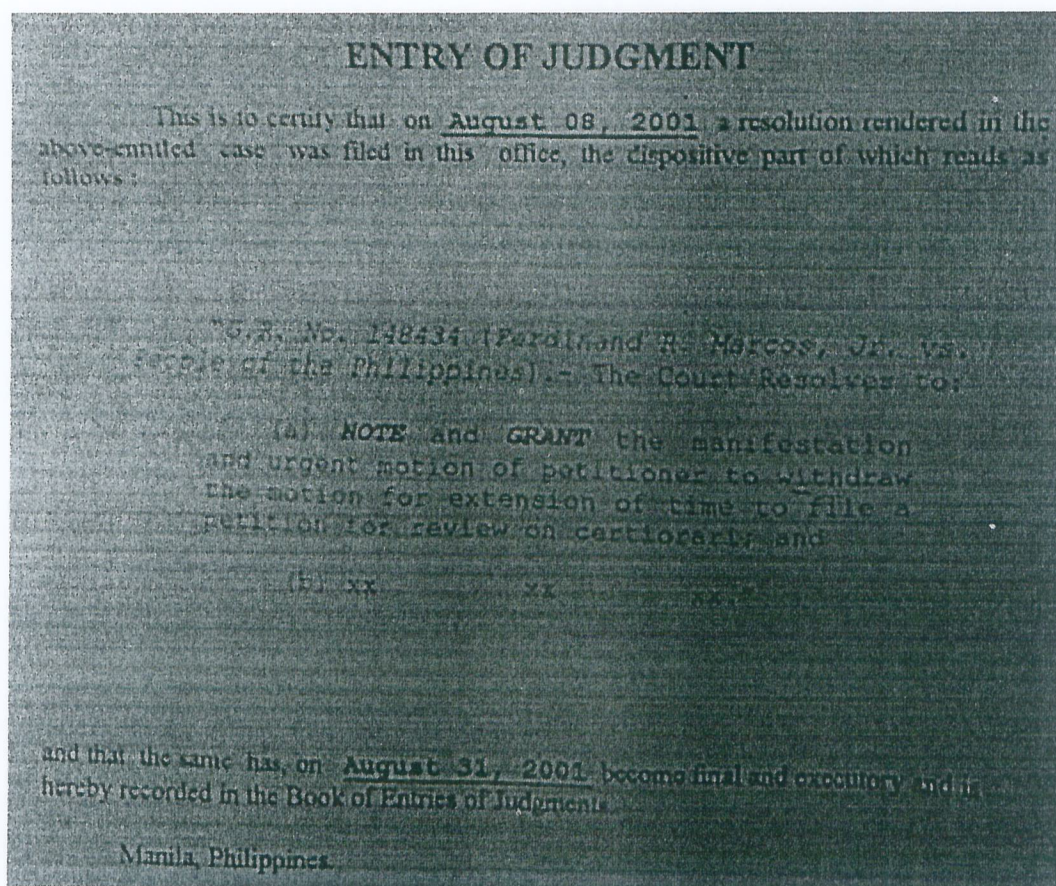 ENTRY OF JUDGMENT
This is to certify that on August 08, 2001 a resolution rendered in the
above-entitled case was filed in this office, the dispositive part of which reads as
follows :
"G.R. No. 148434 (Ferdinand R. Marcos, Jr. vs.
People of the Philippines).- The Court Resolves to:
(a) NOTE and GRANT the manifestation
and urgent motion of petitioner to withdraw
the motion for extension of time to file a
petition for review on certiorari; and
(b) xx xx xx."
and that the same has, on August 31, 2001 become final and executory and is
hereby recorded in the Book of Entries of Judgments.
Manila, Philippines.